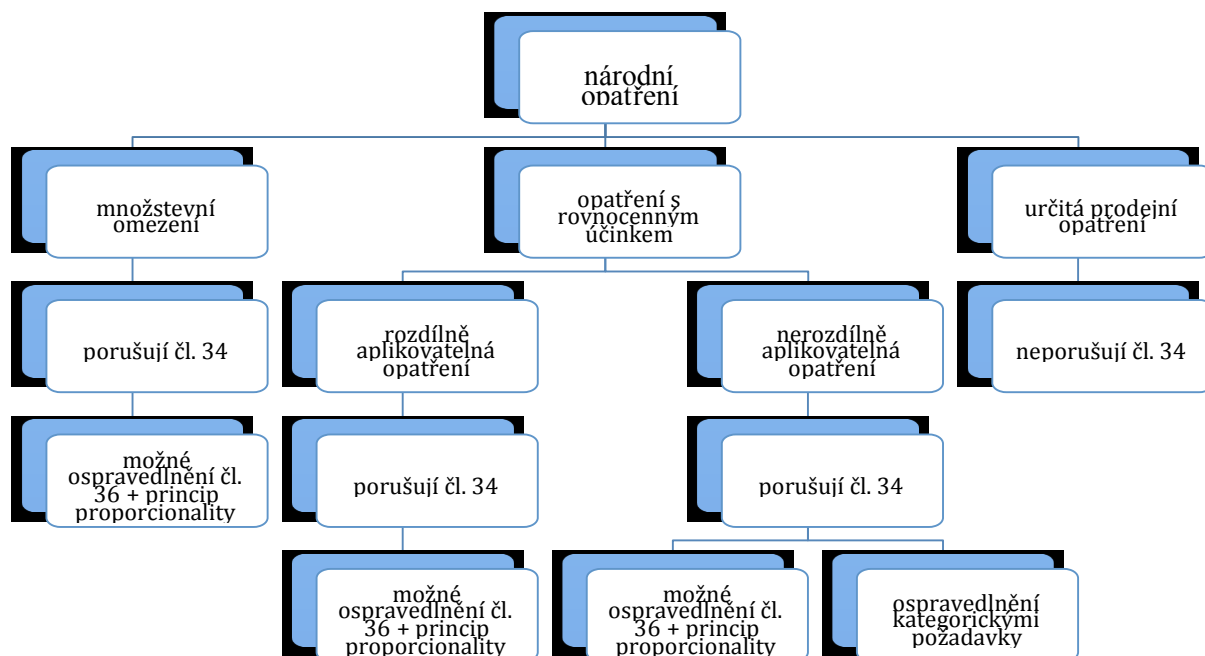 národní
opatření
množstevní
omezení
opatření s
rovnocenným
účinkem
určitá prodejní
opatření
porušují čl. 34
rozdílně
aplikovatelná
opatření
nerozdílně
aplikovatelná
opatření
neporušují čl. 34
možné
ospravedlnění čl.
36 + princip
proporcionality
porušují čl. 34
porušují čl. 34
možné
ospravedlnění čl.
36 + princip
proporcionality
možné
ospravedlnění čl.
36 + princip
proporcionality
ospravedlnění
kategorickými
požadavky